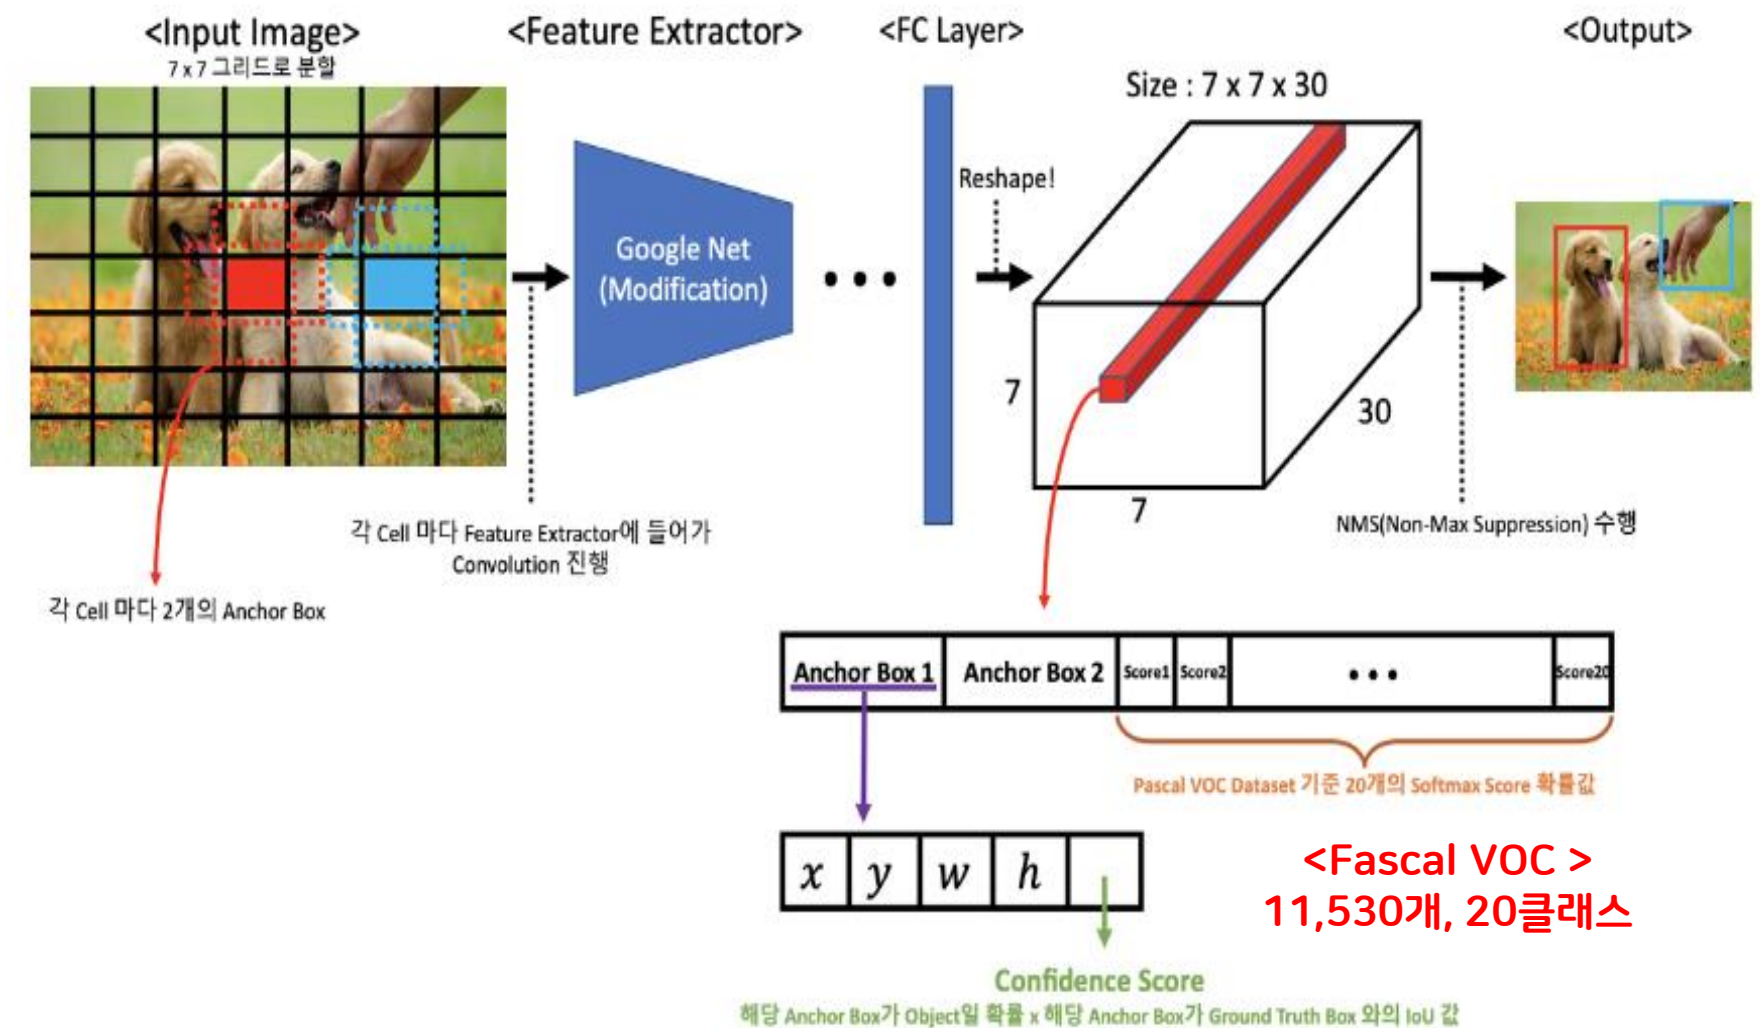 <Input Image>
7 x 7 그리드로 분할
<Feature Extractor>
<FC Layer>
<Output>
Size : 7 x 7 x 30
Reshape!
Google Net
(Modification)
• • •
7
30
7
각 Cell 마다 Feature Extractor에 들어가
Convolution 진행
NMS(Non-Max Suppression) 수행
각 Cell 마다 2개의 Anchor Box
Anchor Box 1 Anchor Box 2 Score1 Score2 • • • Score20
Pascal VOC Dataset 기준 20개의 Softmax Score 확률값
x y w h
<Fascal VOC >
11,530개, 20클래스
Confidence Score
해당 Anchor Box가 Object일 확률 x 해당 Anchor Box가 Ground Truth Box 와의 IoU 값